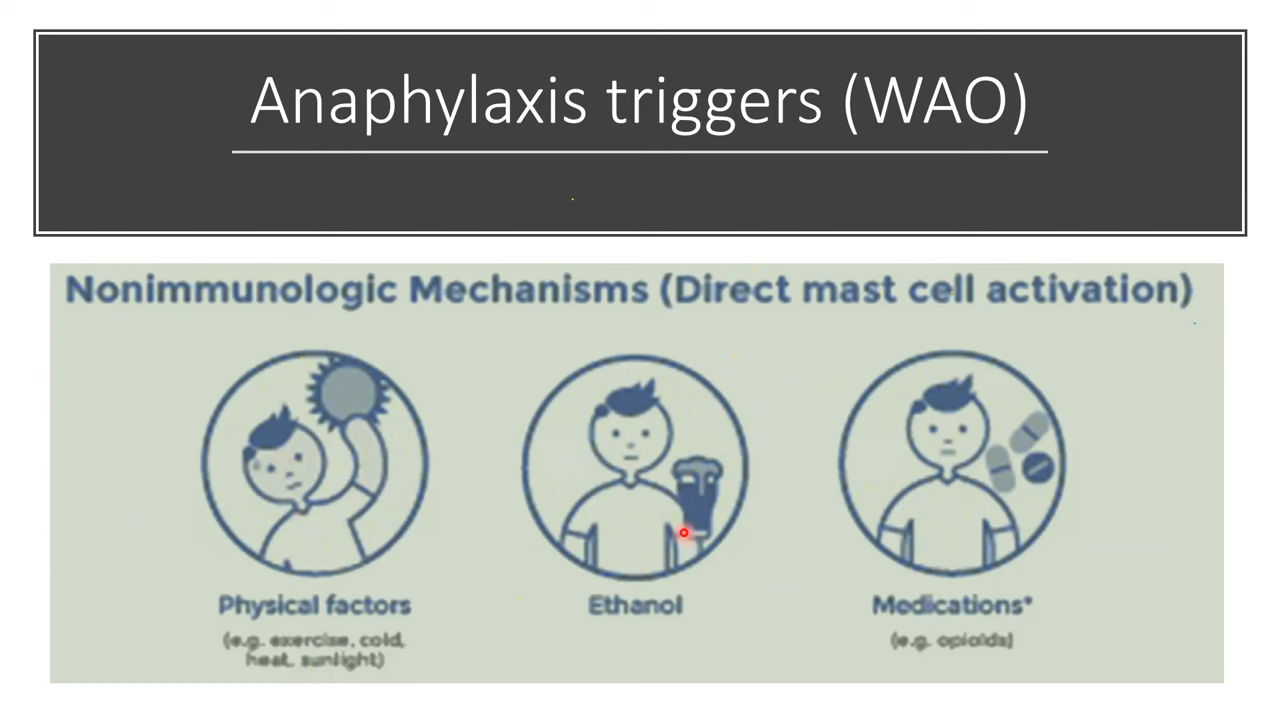 Anaphylaxis triggers (WAO)
Nonimmunologic Mechanisms (Direct mast cell activation)
Physical factors
(e.g. exercise, cold,
heat, sunlight)
Ethanol
Medications*
(e.g. opioids)